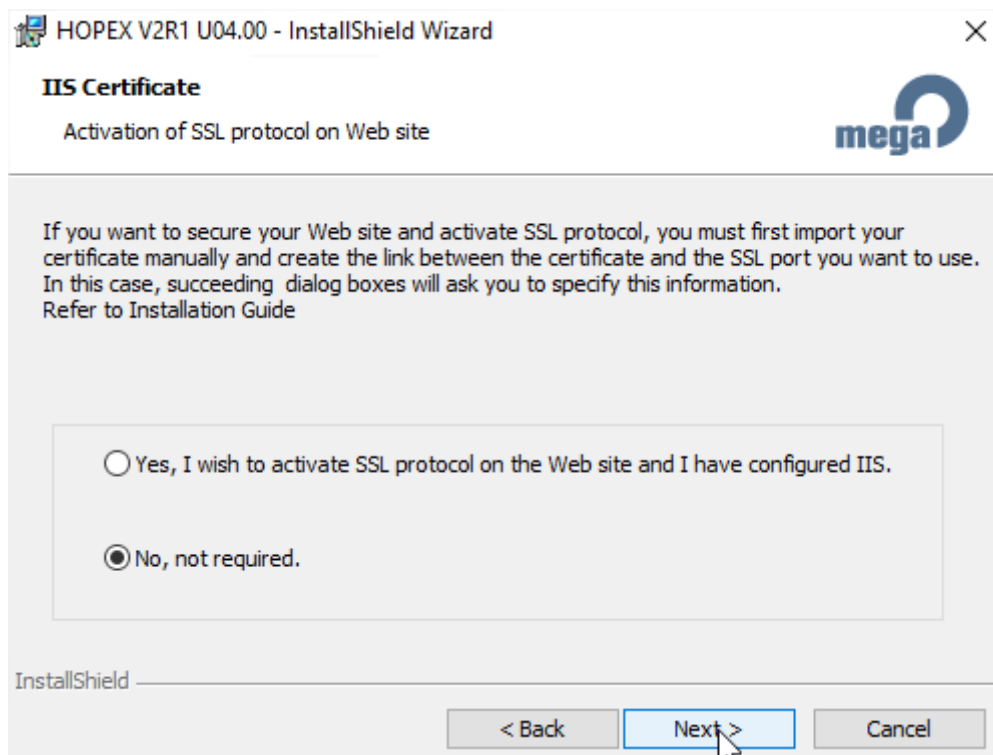 HOPEX V2R1 U04.00 - InstallShield Wizard
IIS Certificate
Activation of SSL protocol on Web site
mega
If you want to secure your Web site and activate SSL protocol, you must first import your
certificate manually and create the link between the certificate and the SSL port you want to use.
In this case, succeeding  dialog boxes will ask you to specify this information.
Refer to Installation Guide
Yes, I wish to activate SSL protocol on the Web site and I have configured IIS.
No, not required.
InstallShield
< Back
Next >
Cancel